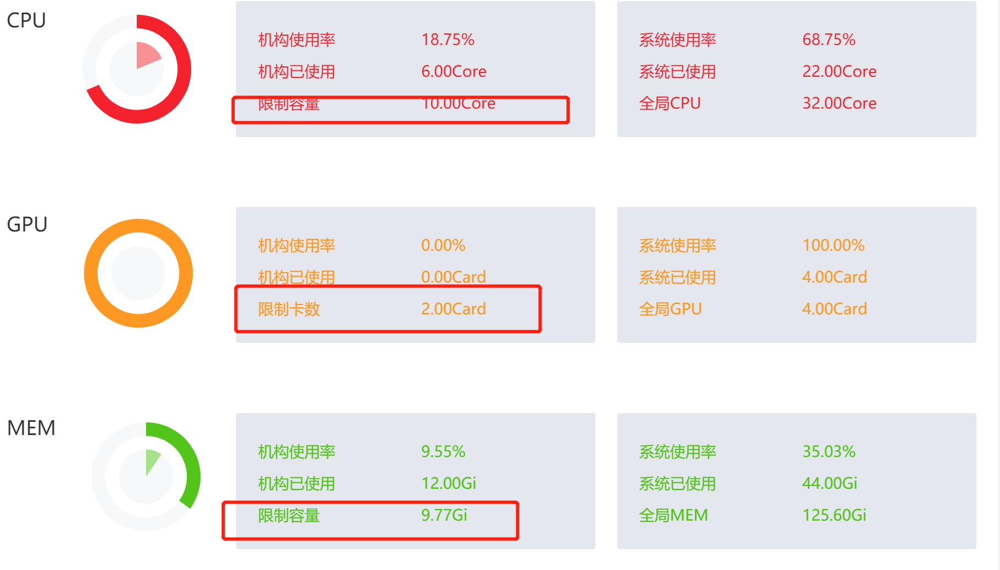 CPU
机构使用率 18.75%
机构已使用 6.00Core
限制容量 10.00Core
系统使用率 68.75%
系统已使用 22.00Core
全局CPU 32.00Core
GPU
机构使用率 0.00%
机构已使用 0.00Card
限制卡数 2.00Card
系统使用率 100.00%
系统已使用 4.00Card
全局GPU 4.00Card
MEM
机构使用率 9.55%
机构已使用 12.00Gi
限制容量 9.77Gi
系统使用率 35.03%
系统已使用 44.00Gi
全局MEM 125.60Gi